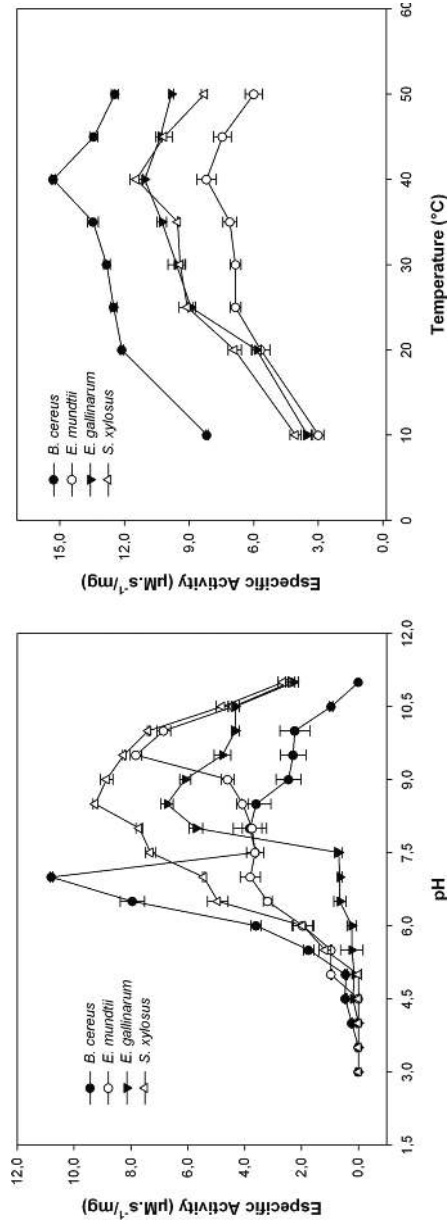 12,0
10,0
8,0
6,0
4,0
2,0
0,0
Especific Activity (µM.s⁻¹/mg)
B. cereus
E. mundtii
E. gallinarum
S. xylosus
1,5 3,0 4,5 6,0 7,5 9,0 10,5 12,0
pH
15,0
12,0
9,0
6,0
3,0
0,0
Especific Activity (µM.s⁻¹/mg)
B. cereus
E. mundtii
E. gallinarum
S. xylosus
0 10 20 30 40 50 60
Temperature (°C)